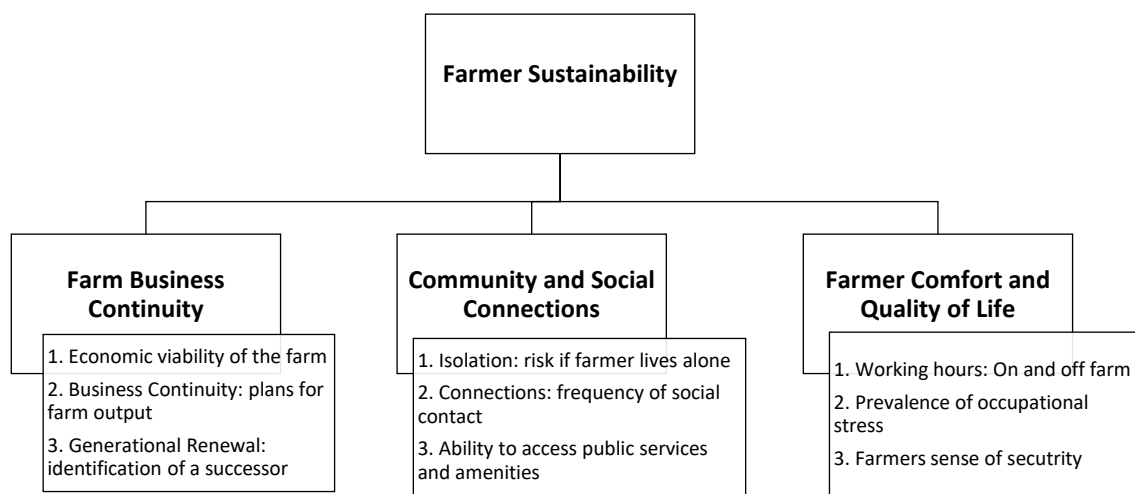 Farmer Sustainability
Farm Business
Continuity
1. Economic viability of the farm
2. Business Continuity: plans for
farm output
3. Generational Renewal:
identification of a successor
Community and Social
Connections
1. Isolation: risk if farmer lives alone
2. Connections: frequency of social
contact
3. Ability to access public services
and amenities
Farmer Comfort and
Quality of Life
1. Working hours: On and off farm
2. Prevalence of occupational
stress
3. Farmers sense of secutrity